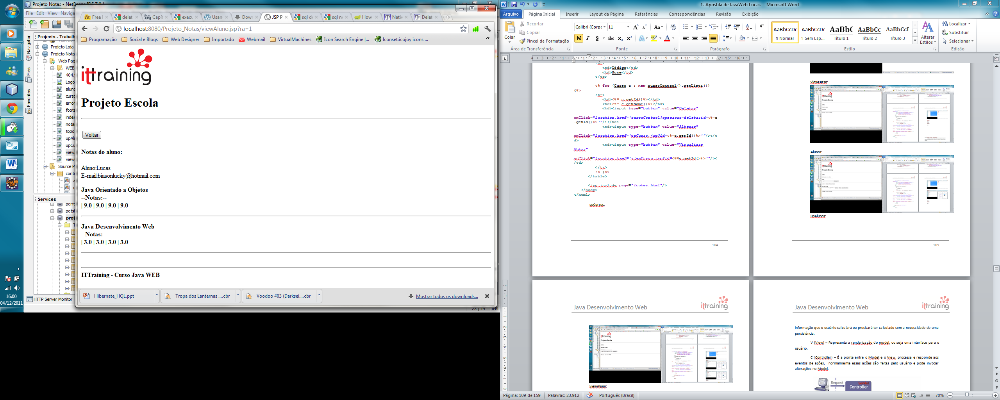 Projeto Notas - NetBeans IDE 7.0.1
File Edit View Naviga
Projects - Trabalh
Projeto Loja
Projeto Nota
Web Pag
WEB
404.j
Logo
aluno
curso
error
foote
index
notas
topo
upAlu
upCu
view
view
Source P
contr
Navigator
Files
Favorites
Services
perfo
petsh
proj
HTTP Server Monitor
23 | 19 INS
16:00
04/12/2011
Java EE
IDE
Free
delet
Capít
execu
Usan
Down
JSP P
sql de
sql no
How
Nativ
Delet
localhost:8080/Projeto_Notas/viewAluno.jsp?ra=1
Programação Social e Blogs Web Designer Importado Webmail VirtualMachines Icon Search Engine |... Iconset:icojoy icons ...
ittraining
Projeto Escola
Voltar
Notas do aluno:
Aluno:Lucas
E-mail:biasonlucky@hotmail.com
Java Orientado a Objetos
--Notas:--
| 9.0 | 9.0 | 9.0 | 9.0
Java Desenvolvimento Web
--Notas:--
| 3.0 | 3.0 | 3.0 | 3.0
ITTraining - Curso Java WEB
Hibernate_HQL.ppt
Tropa dos Lanternas ....cbr
Voodoo #03 (Darksei....cbr
Mostrar todos os downloads...
1. Apostila de JavaWeb Lucas - Microsoft Word
Arquivo Página Inicial Inserir Layout da Página Referências Correspondências Revisão Exibição
Colar
Recortar
Copiar
Pincel de Formatação
Área de Transferência
Calibri (Corpo 11
Fonte
Parágrafo
AaBbCcDc AaBbCcDc AaBbC AaBbCc AaBbCcI
¶ Normal ¶ Sem Esp... Título 1 Título 2 Título 3
Alterar
Estilos
Estilo
Localizar
Substituir
Selecionar
Edição
<td>Código</td>
<td>Nome</td>
</tr>
<% for (Curso c : new cursoControl().getLista())
{%>
<tr>
<td><%= c.getId()%></td>
<td><%= c.getNome()%></td>
<td><input type="button" value="Deletar"
onClick="location.href='cursoControl?operacao=delete&id=<%=c
.getId()%>'"/></td>
<td><input type="button" value="Alterar"
onClick="location.href='upCurso.jsp?id=<%=c.getId()%>'"/></t
d>
<td><input type="button" value="Visualizar
Notas"
onClick="location.href='viewCurso.jsp?id=<%=c.getId()%>'"/><
/td>
</tr>
<% }%>
</table>
<jsp:include page="footer.html"/>
</body>
</html>
upCursos:
104
viewCurso:
Alunos:
upAlunos:
105
Java Desenvolvimento Web
ittraining
viewAluno:
Java Desenvolvimento Web
ittraining
informação que o usuário calculará ou precisará ter calculado sem a necessidade de uma
persistência.
V (View) – Representa a renderização do model, ou seja uma interface para o
usuário.
C (Controller) – É a ponte entre o Model e o View, processa e responde aos
eventos de ações, normalmente essas ações são feitas pelo usuário e pode invocar
alterações no Model.
Request
Servlet
Controller
Página: 109 de 159 Palavras: 23.912 Português (Brasil) 70%